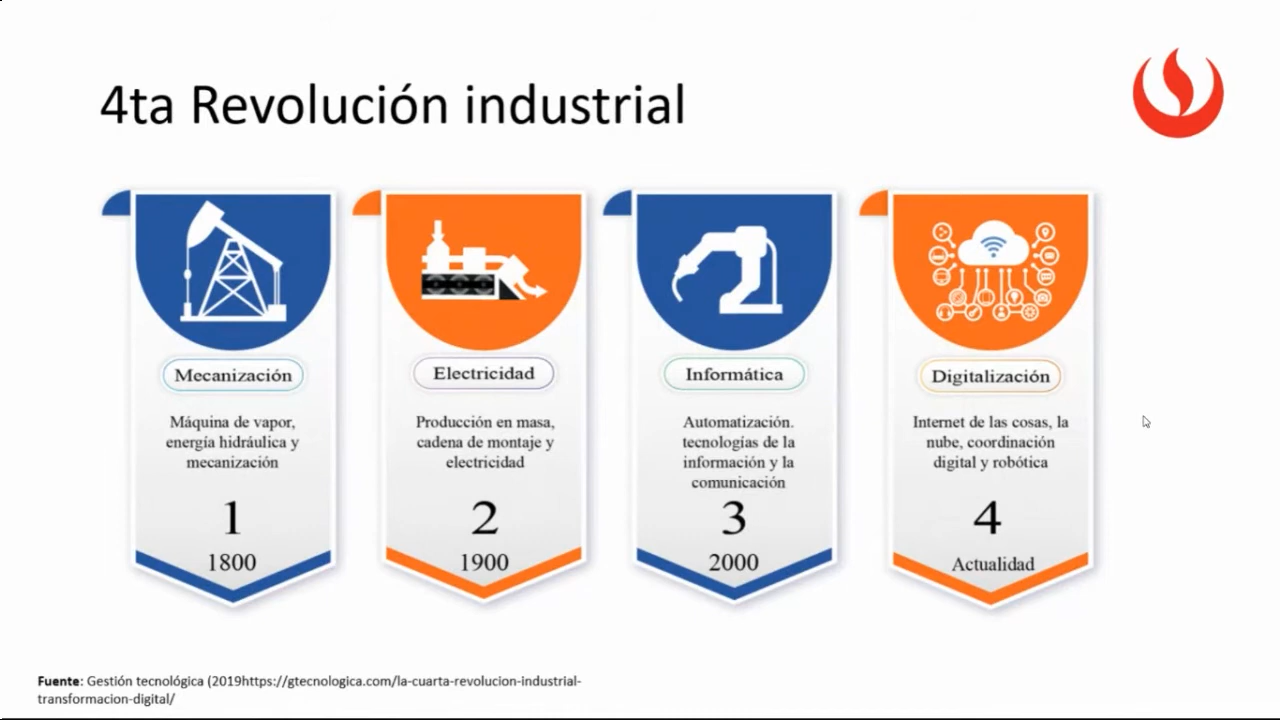 4ta Revolución industrial
Mecanización
Máquina de vapor,
energía hidráulica y
mecanización
1
1800
Electricidad
Producción en masa,
cadena de montaje y
electricidad
2
1900
Informática
Automatización.
tecnologías de la
información y la
comunicación
3
2000
Digitalización
Internet de las cosas, la
nube, coordinación
digital y robótica
4
Actualidad
Fuente: Gestión tecnológica (2019https://gtecnologica.com/la-cuarta-revolucion-industrial-
transformacion-digital/